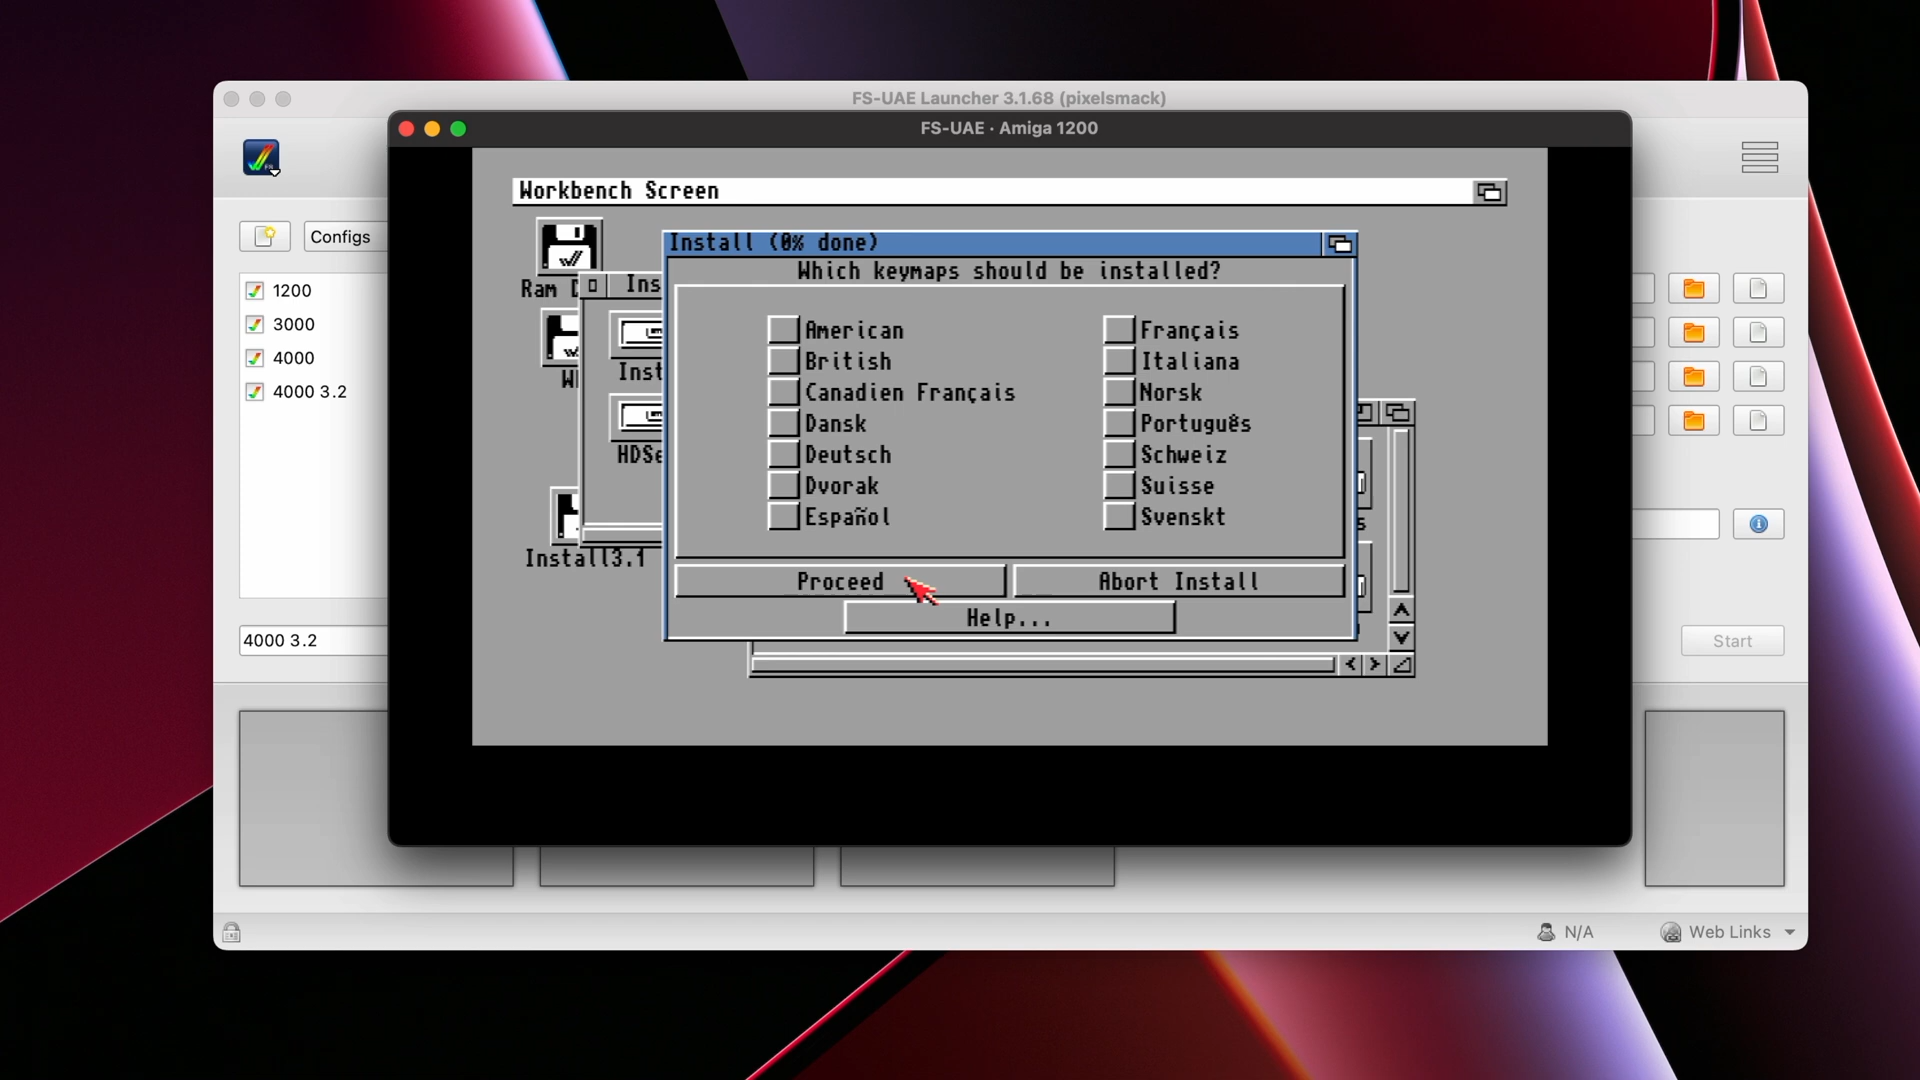 FS-UAE Launcher 3.1.68 (pixelsmack)
FS-UAE · Amiga 1200
Workbench Screen
Configs
1200
3000
4000
4000 3.2
4000 3.2
Ram
Install3.1
Ins
Inst
HDSe
Install (0% done)
Which keymaps should be installed?
American
British
Canadien Français
Dansk
Deutsch
Dvorak
Español
Français
Italiana
Norsk
Português
Schweiz
Suisse
Svenskt
Proceed
Abort Install
Help...
Start
N/A
Web Links